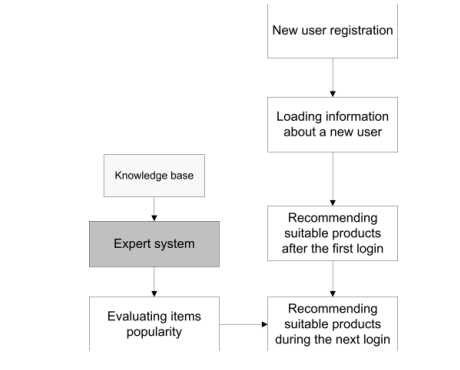 New user registration
Loading information
about a new user
Knowledge base
Expert system
Recommending
suitable products
after the first login
Evaluating items
popularity
Recommending
suitable products
during the next login